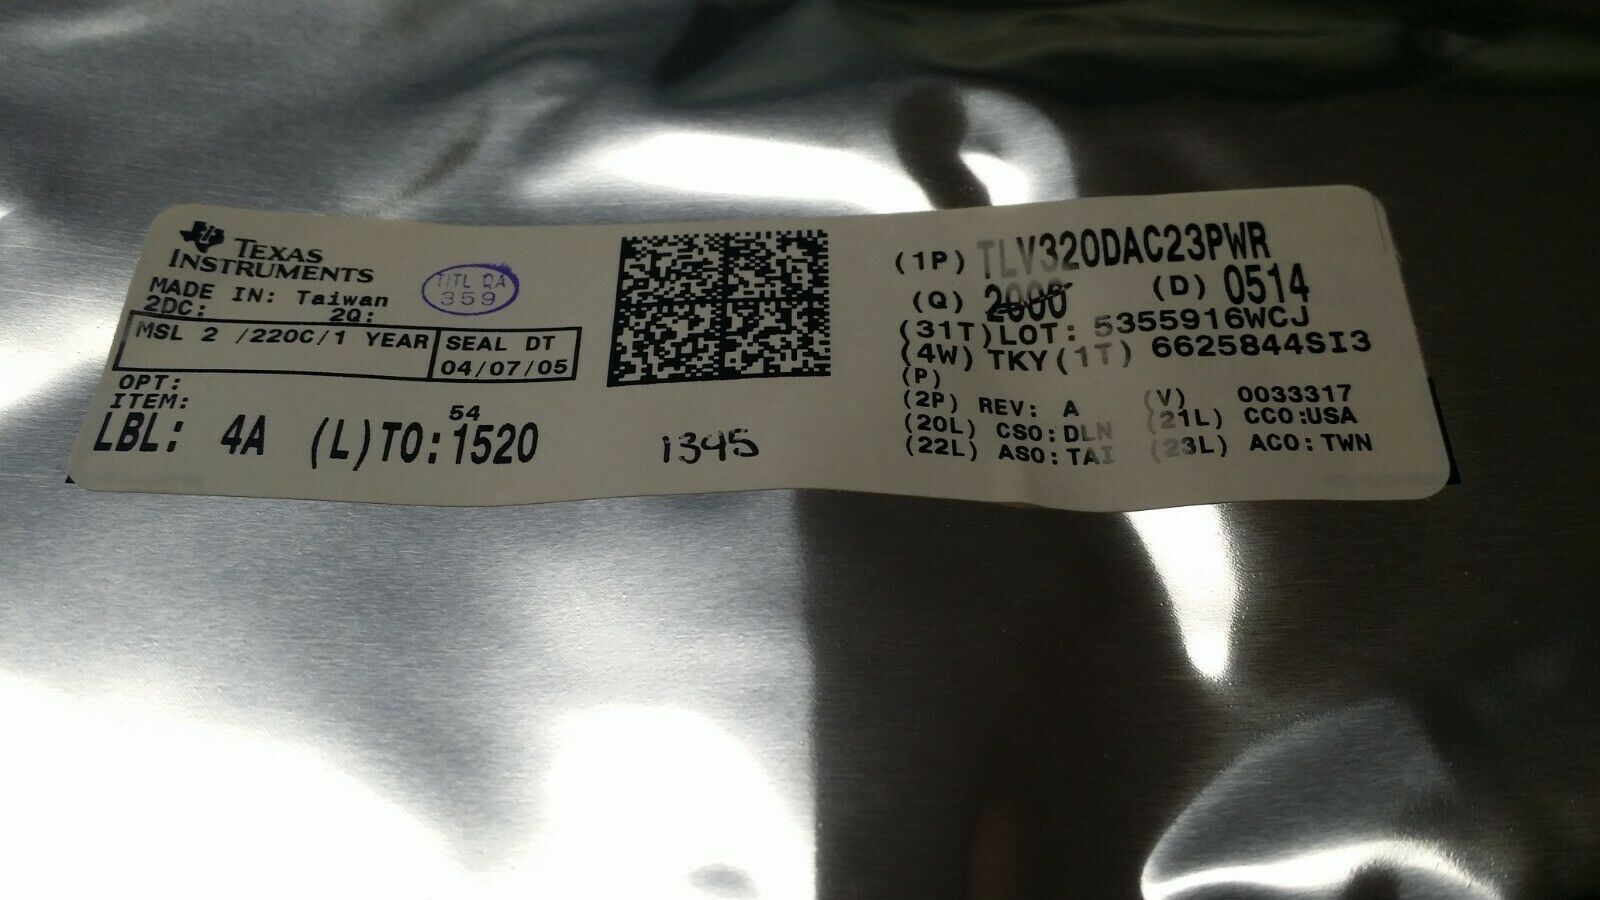 TEXAS
INSTRUMENTS
MADE IN: Taiwan
2DC: 2Q:
TITL QA
359
MSL 2 /220C/1 YEAR
SEAL DT
04/07/05
OPT:
ITEM:
54
LBL: 4A (L)TO:1520
1345
(1P) TLV320DAC23PWR
(Q) 2000 (D) 0514
(31T)LOT: 5355916WCJ
(4W) TKY(1T) 6625844SI3
(P)
(2P) REV: A (V) 0033317
(20L) CSO:DLN (21L) CCO:USA
(22L) ASO:TAI (23L) ACO:TWN